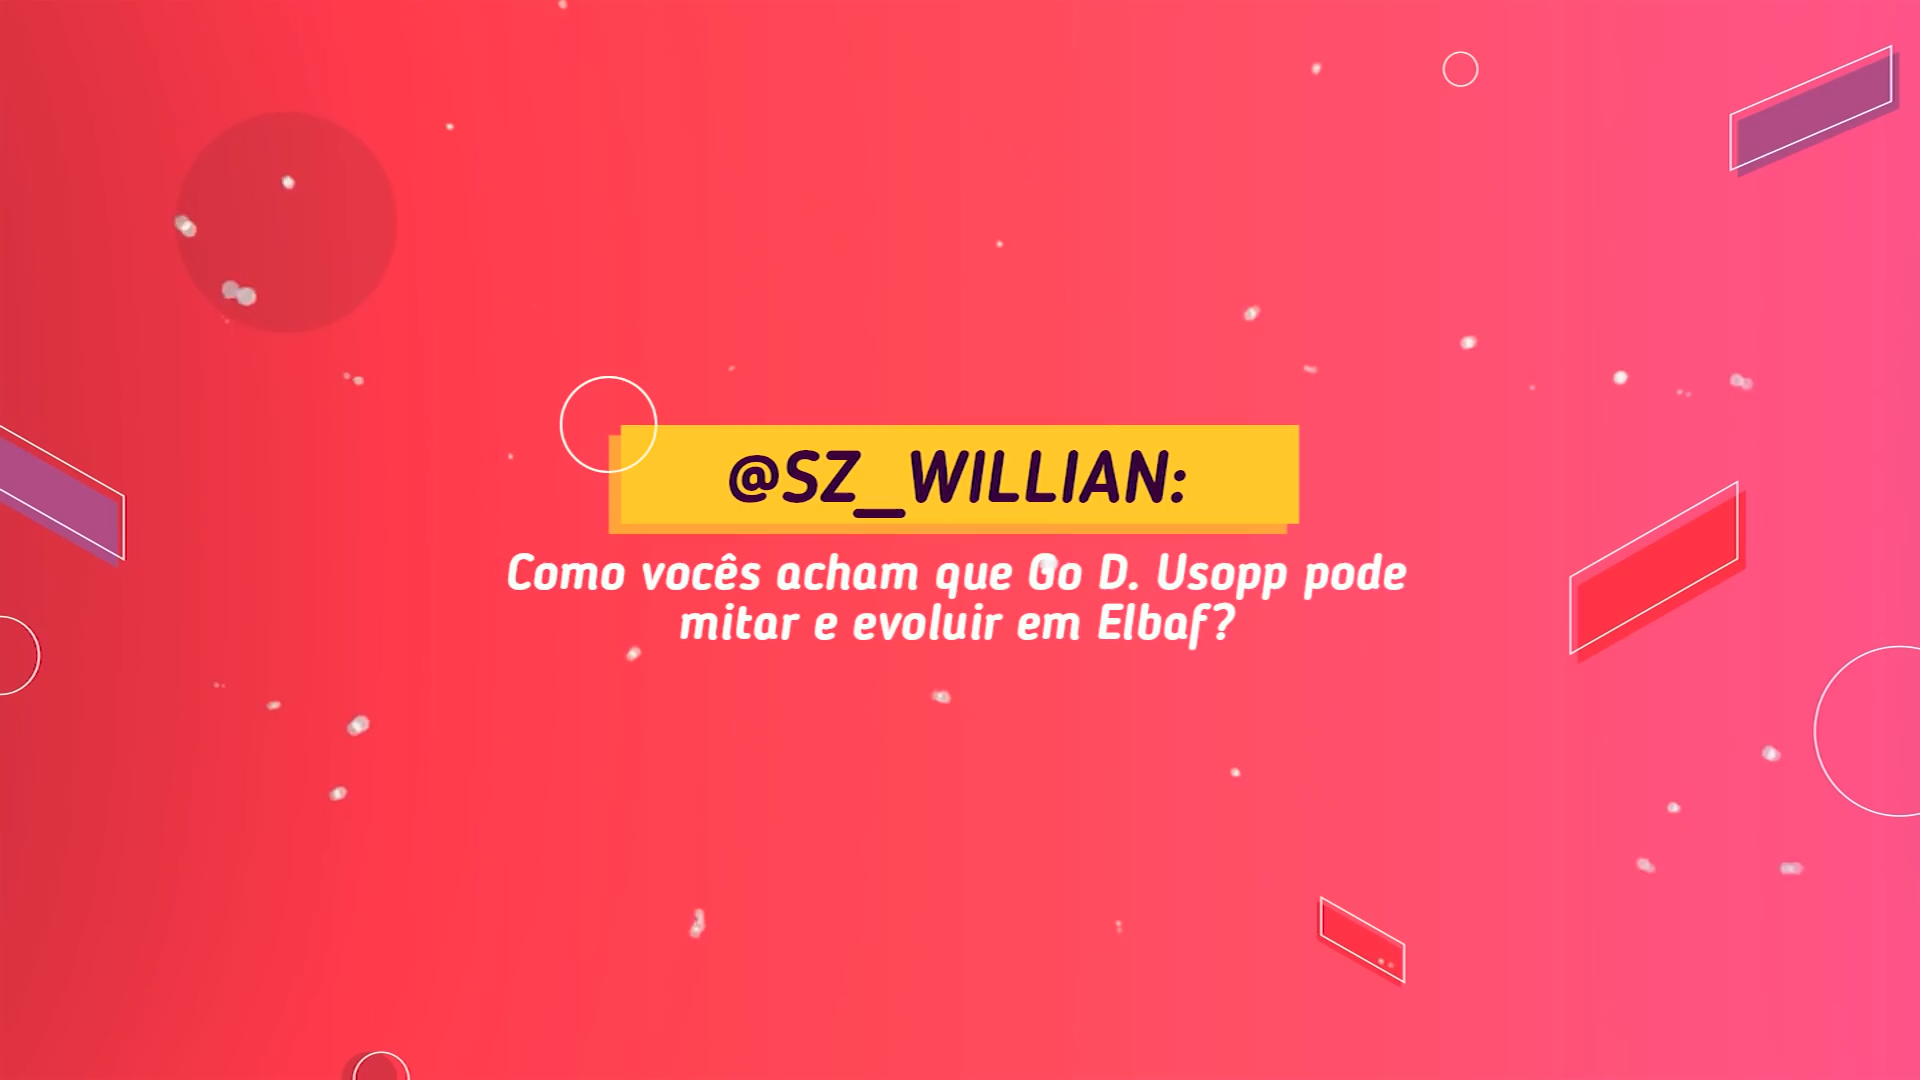 @SZ_WILLIAN:
Como vocês acham que Go D. Usopp pode
mitar e evoluir em Elbaf?